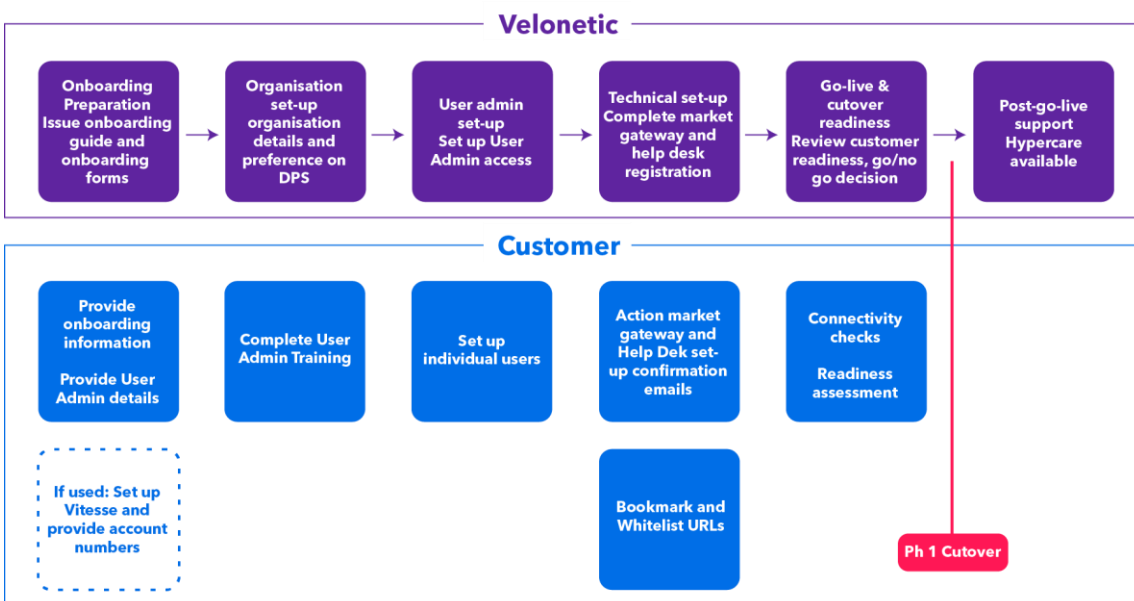 Velonetic
Onboarding
Preparation
Issue onboarding
guide and
onboarding
forms
Organisation
set-up
organisation
details and
preference on
DPS
User admin
set-up
Set up User
Admin access
Technical set-up
Complete market
gateway and
help desk
registration
Go-live &
cutover
readiness
Review customer
readiness, go/no
go decision
Post-go-live
support
Hypercare
available
Customer
Provide
onboarding
information
Provide User
Admin details
Complete User
Admin Training
Set up
individual users
Action market
gateway and
Help Dek set-
up confirmation
emails
Connectivity
checks
Readiness
assessment
If used: Set up
Vitesse and
provide account
numbers
Bookmark and
Whitelist URLs
Ph 1 Cutover